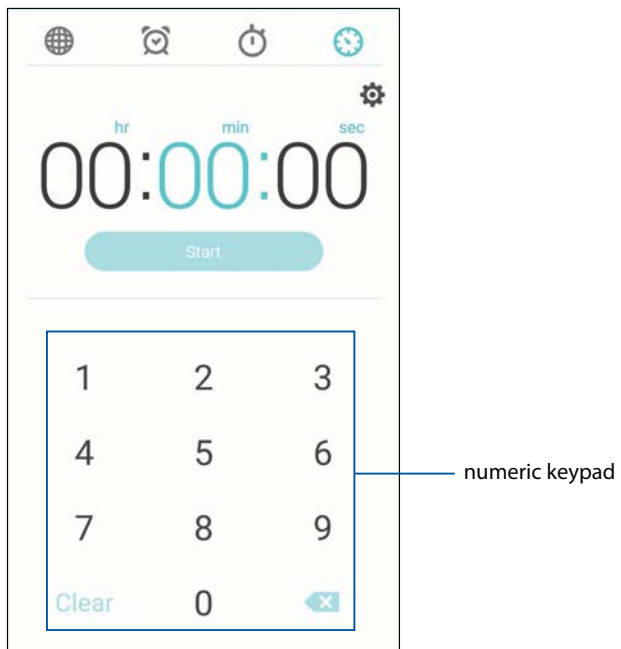 hr min sec
00:00:00
Start
1 2 3
4 5 6
numeric keypad
7 8 9
Clear 0